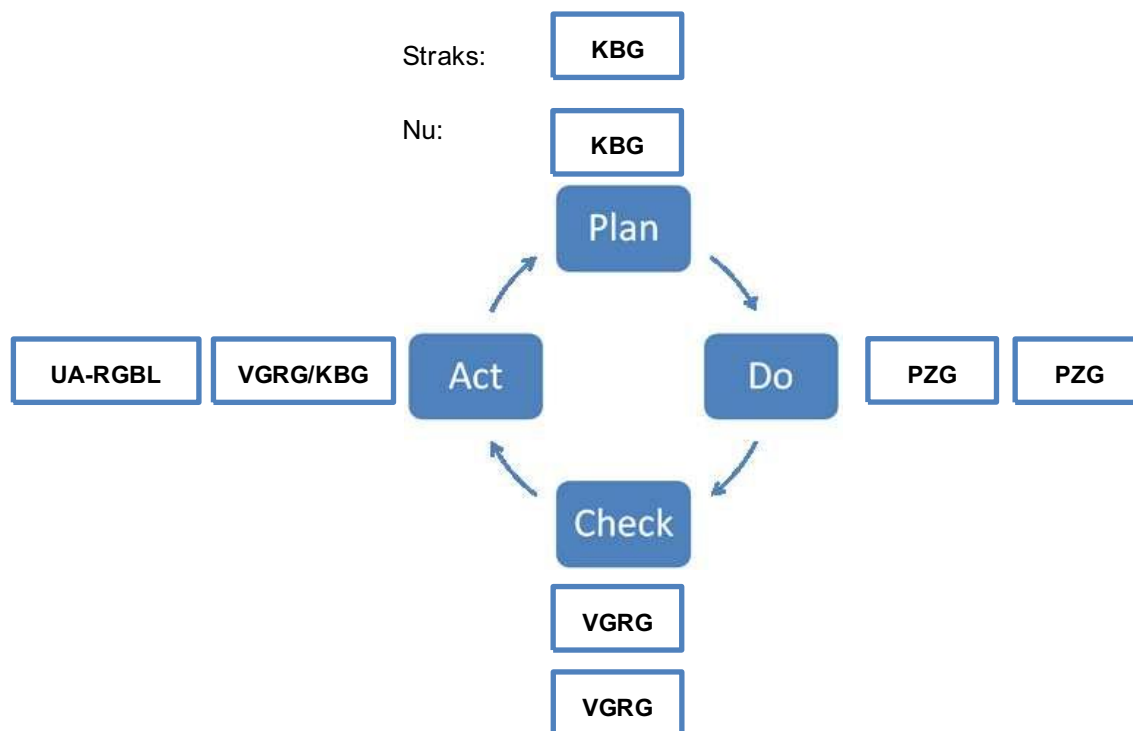 Straks:
KBG
Nu:
KBG
Plan
UA-RGBL
VGRG/KBG
Act
Do
PZG
PZG
Check
VGRG
VGRG